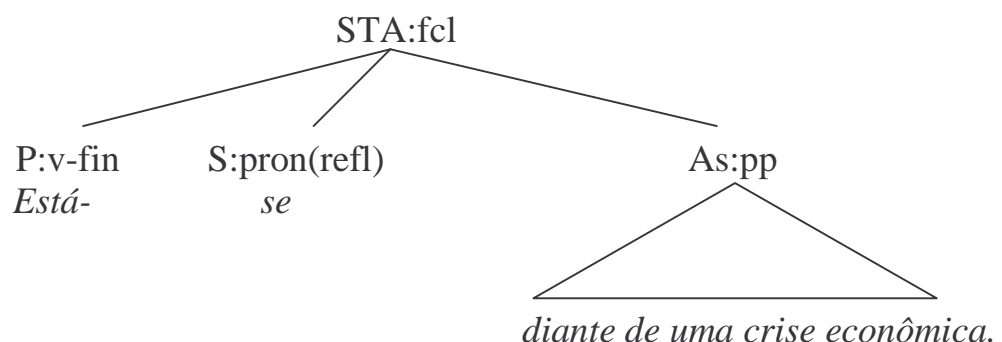 STA:fcl
P:v-fin S:pron(refl) As:pp
Está- se
diante de uma crise econômica.